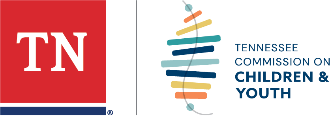 TN
®
TENNESSEE
COMMISSION ON
CHILDREN &
YOUTH